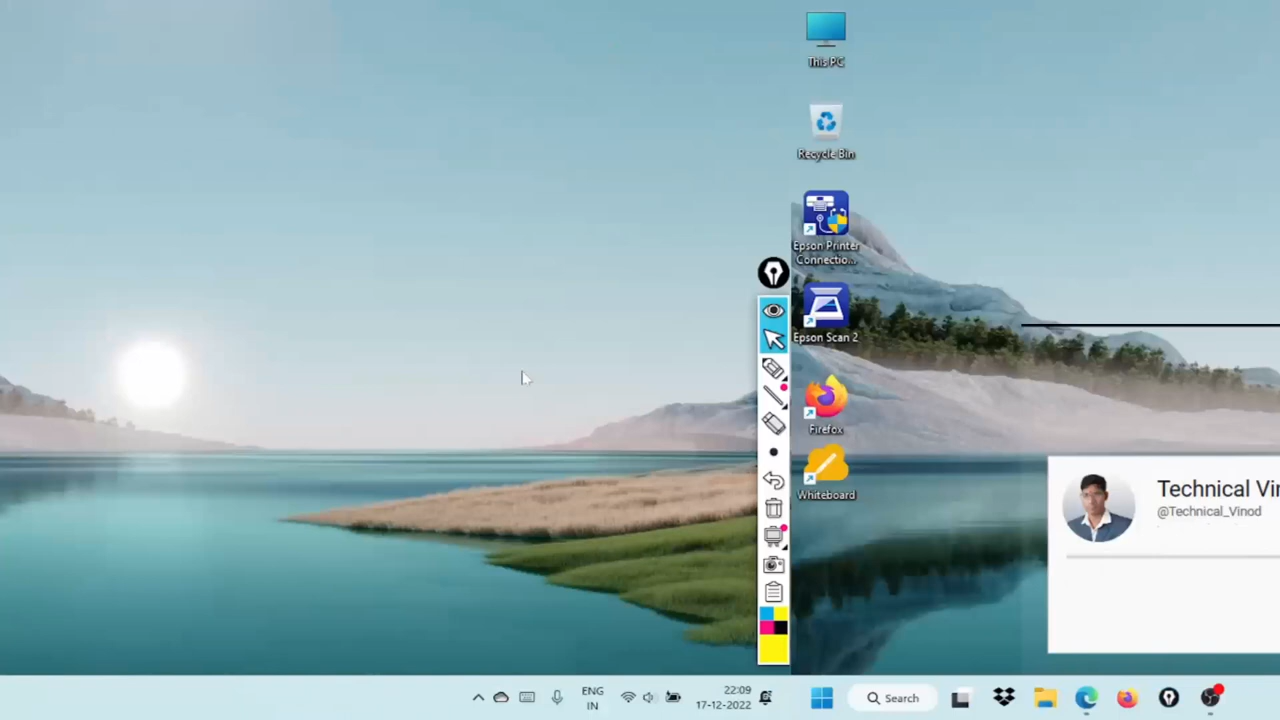 This PC
Recycle Bin
Epson Printer
Connectio...
Epson Scan 2
Firefox
Whiteboard
Technical Vin
@Technical_Vinod
ENG
IN
22:09
17-12-2022
Search